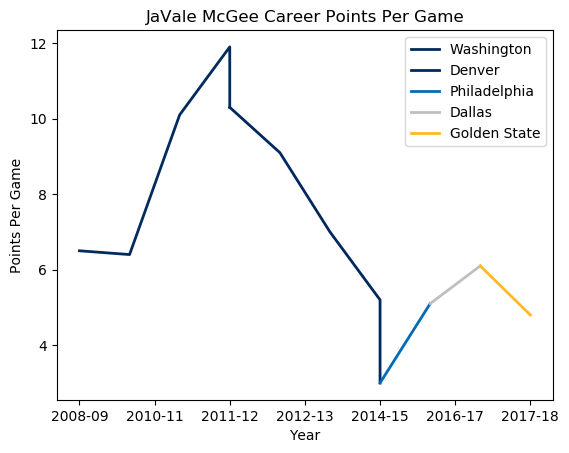 JaVale McGee Career Points Per Game
12
10
8
6
4
Points Per Game
Washington
Denver
Philadelphia
Dallas
Golden State
2008-09 2010-11 2011-12 2012-13 2014-15 2016-17 2017-18
Year